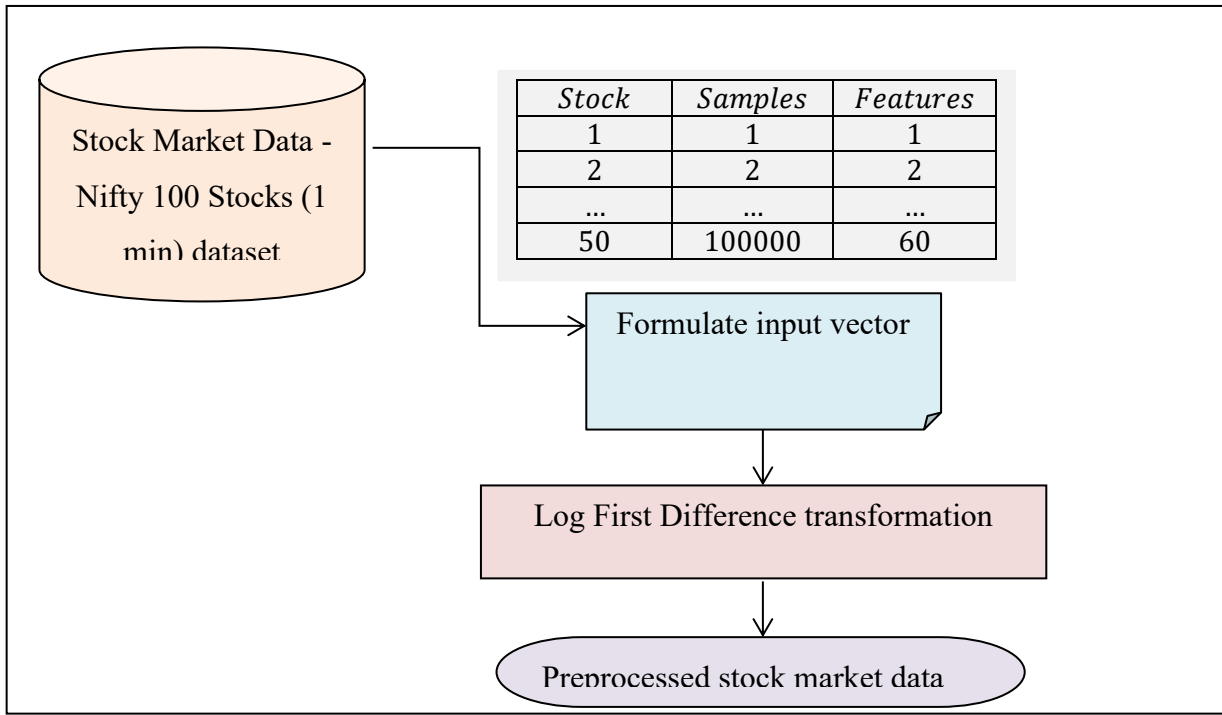 Stock Market Data -
Nifty 100 Stocks (1
min) dataset
Stock Samples Features
1 1 1
2 2 2
... ... ...
50 100000 60
Formulate input vector
Log First Difference transformation
Preprocessed stock market data